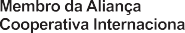 Membro da Aliança
Cooperativa Internaciona